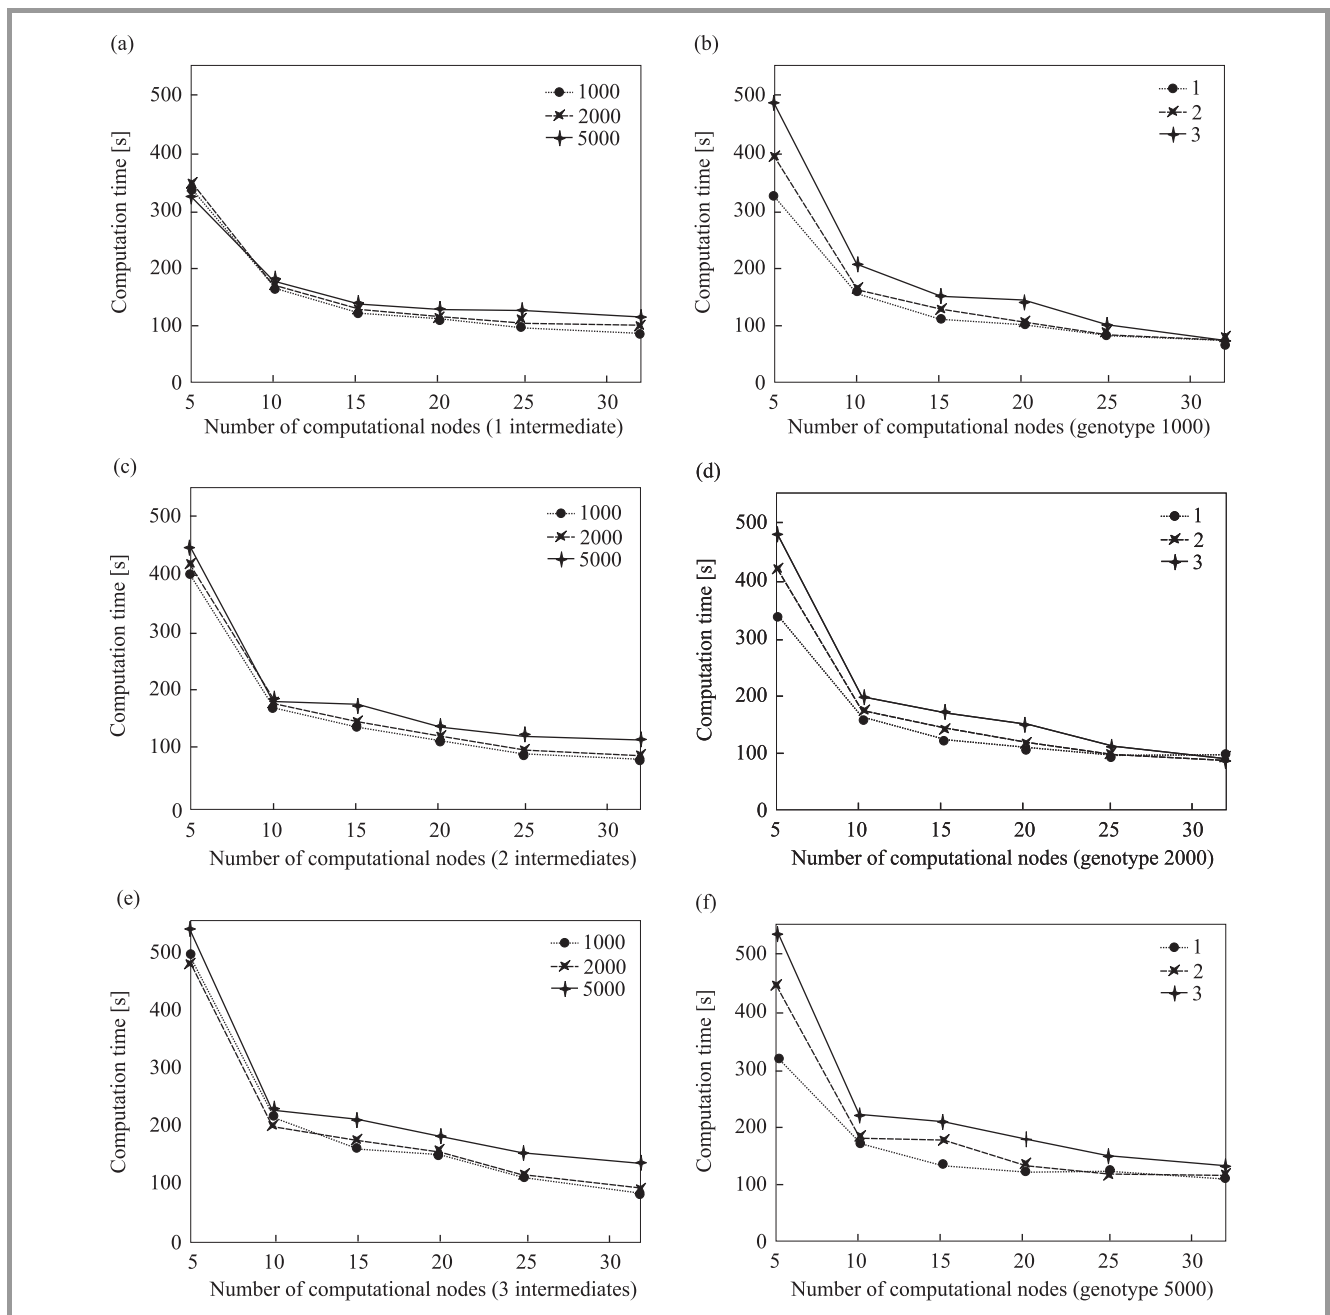 (a)
500
400
300
200
100
0
Computation time [s]
1000
2000
5000
5 10 15 20 25 30
Number of computational nodes (1 intermediate)
(b)
500
400
300
200
100
0
Computation time [s]
1
2
3
5 10 15 20 25 30
Number of computational nodes (genotype 1000)
(c)
500
400
300
200
100
0
Computation time [s]
1000
2000
5000
5 10 15 20 25 30
Number of computational nodes (2 intermediates)
(d)
500
400
300
200
100
0
Computation time [s]
1
2
3
5 10 15 20 25 30
Number of computational nodes (genotype 2000)
(e)
500
400
300
200
100
0
Computation time [s]
1000
2000
5000
5 10 15 20 25 30
Number of computational nodes (3 intermediates)
(f)
500
400
300
200
100
0
Computation time [s]
1
2
3
5 10 15 20 25 30
Number of computational nodes (genotype 5000)